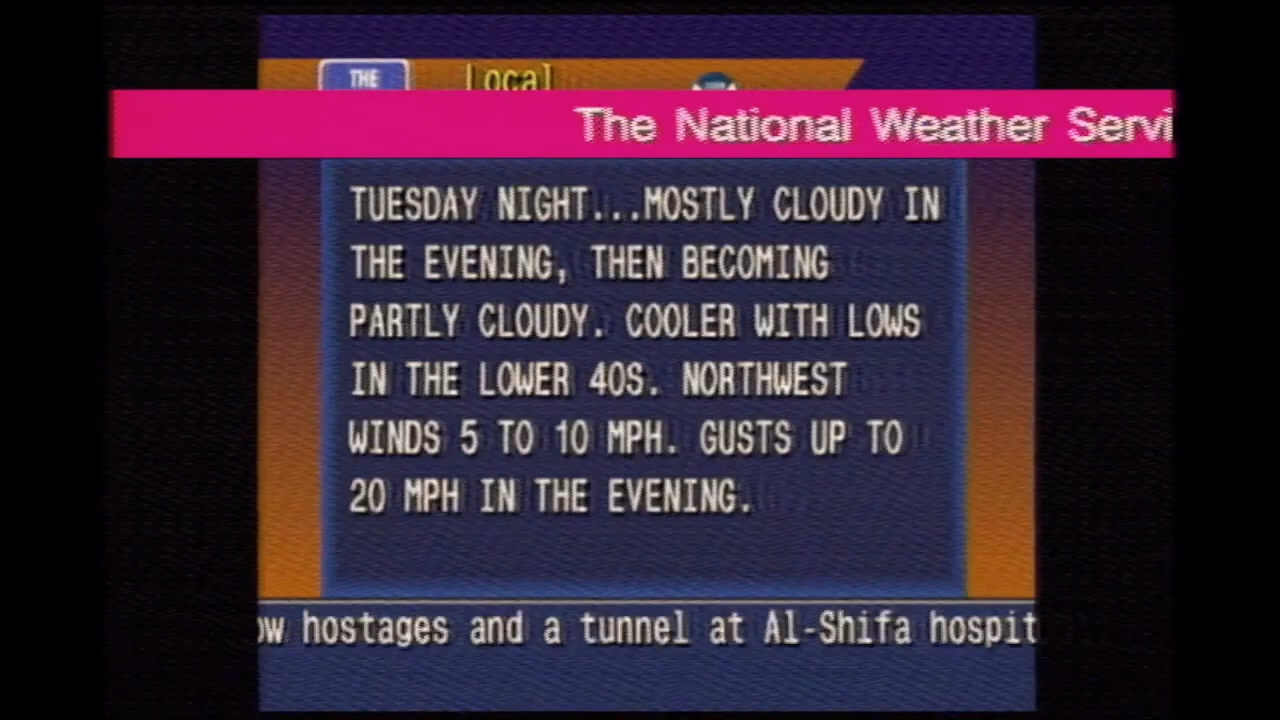 THE
Local
The National Weather Servi
TUESDAY NIGHT...MOSTLY CLOUDY IN
THE EVENING, THEN BECOMING
PARTLY CLOUDY. COOLER WITH LOWS
IN THE LOWER 40S. NORTHWEST
WINDS 5 TO 10 MPH. GUSTS UP TO
20 MPH IN THE EVENING.
ow hostages and a tunnel at Al-Shifa hospit